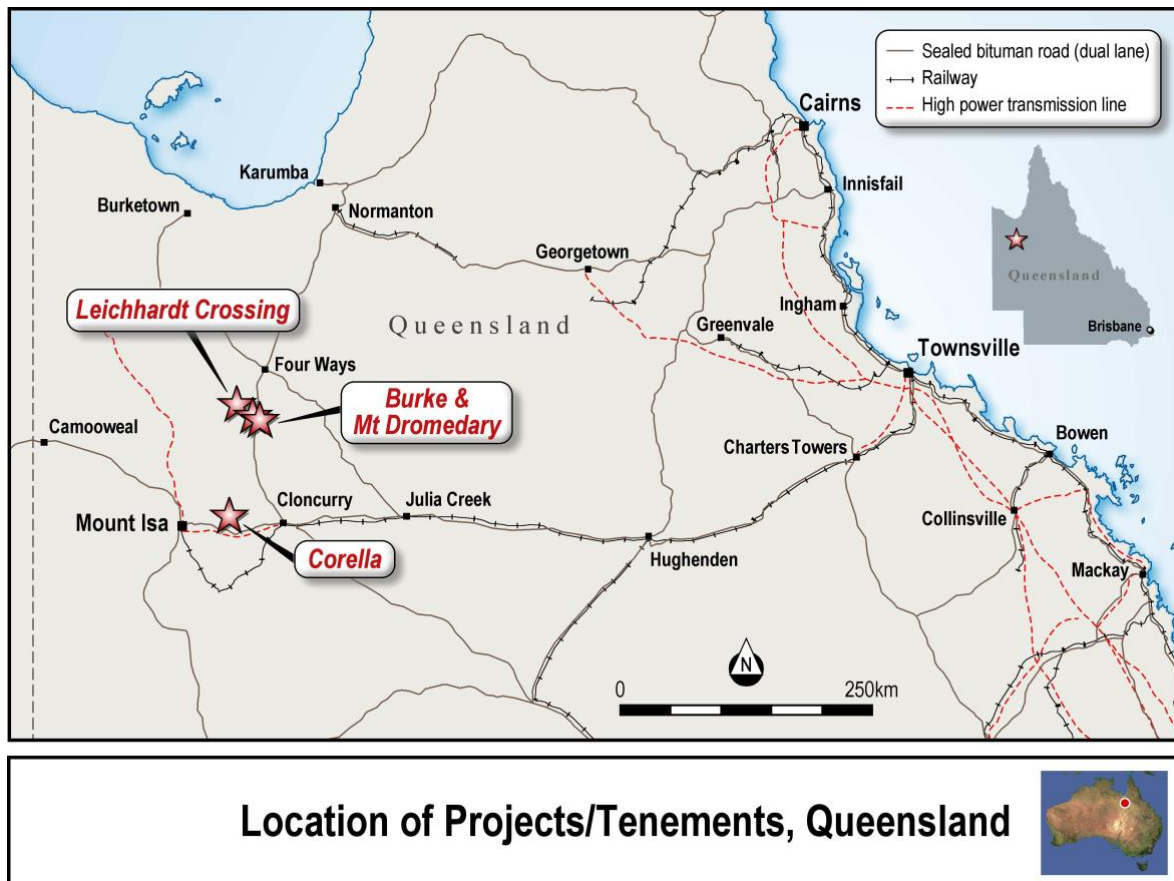 Sealed bituman road (dual lane)
Railway
High power transmission line
Cairns
Karumba
Innisfail
Burketown
Normanton
Georgetown
Queensland
Leichhardt Crossing
Ingham
Brisbane
Queensland
Greenvale
Townsville
Four Ways
Burke &
Mt Dromedary
Camooweal
Charters Towers
Bowen
Cloncurry
Julia Creek
Mount Isa
Collinsville
Corella
Hughenden
Mackay
N
0
250km
Location of Projects/Tenements, Queensland